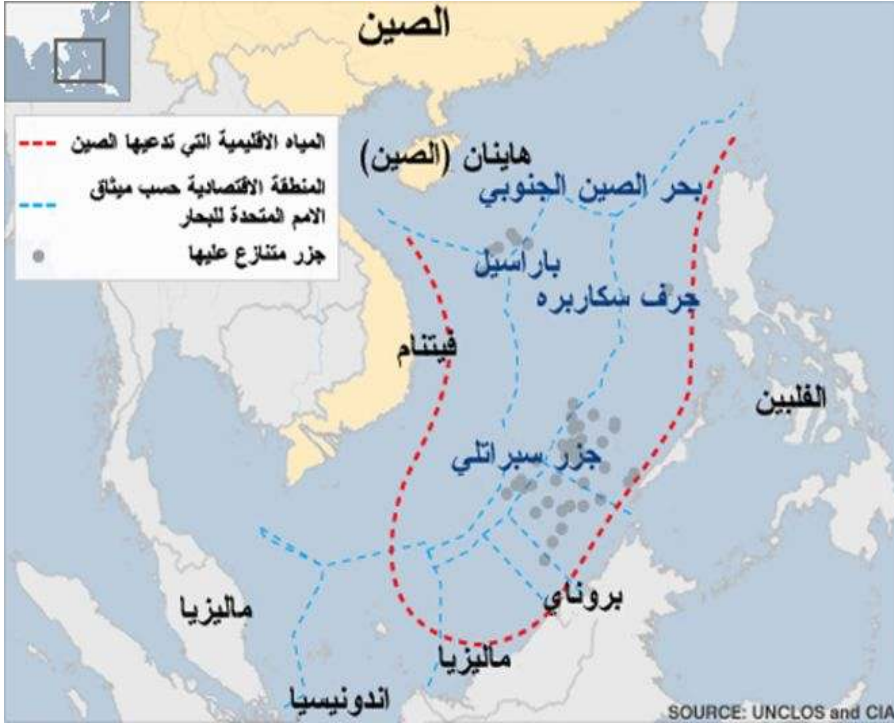 الصين
المياه الاقليمية التي تدعيها الصين
المنطقة الاقتصادية حسب ميثاق
الامم المتحدة للبحار
جزر متنازع عليها
هاينان (الصين)
بحر الصين الجنوبي
باراسيل
جرف سكاربره
فيتنام
الفلبين
جزر سبراتلي
بروناي
ماليزيا
ماليزيا
اندونيسيا
SOURCE: UNCLOS and CIA